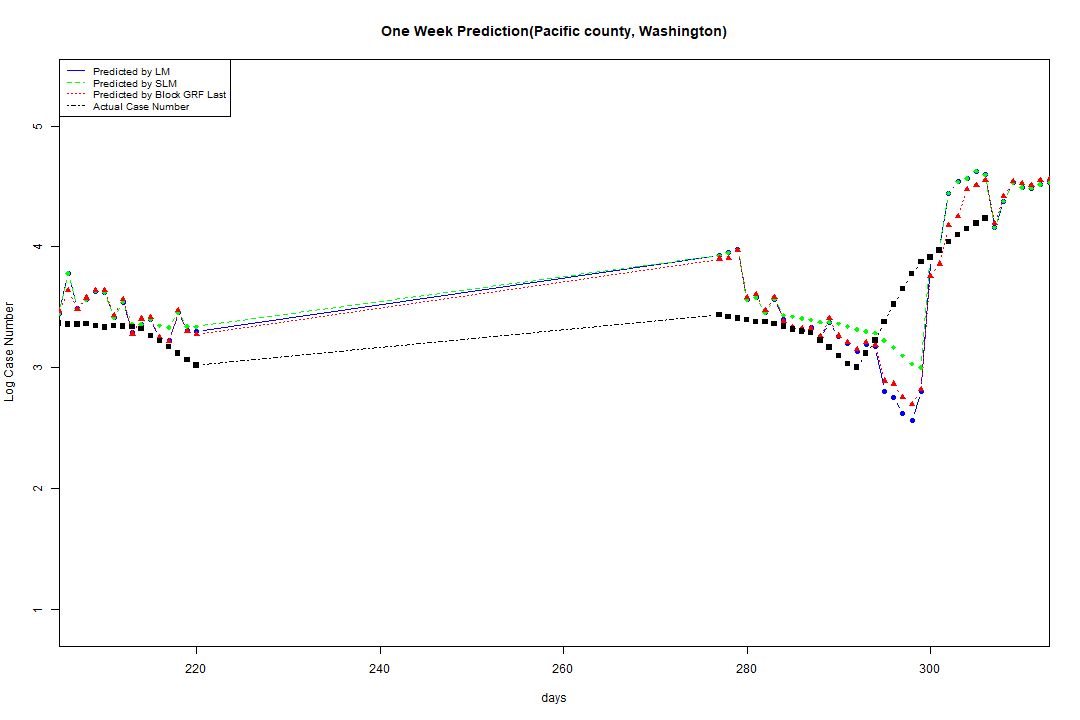 One Week Prediction(Pacific county, Washington)
Predicted by LM
Predicted by SLM
Predicted by Block GRF Last
Actual Case Number
5
4
3
2
1
Log Case Number
220 240 260 280 300
days